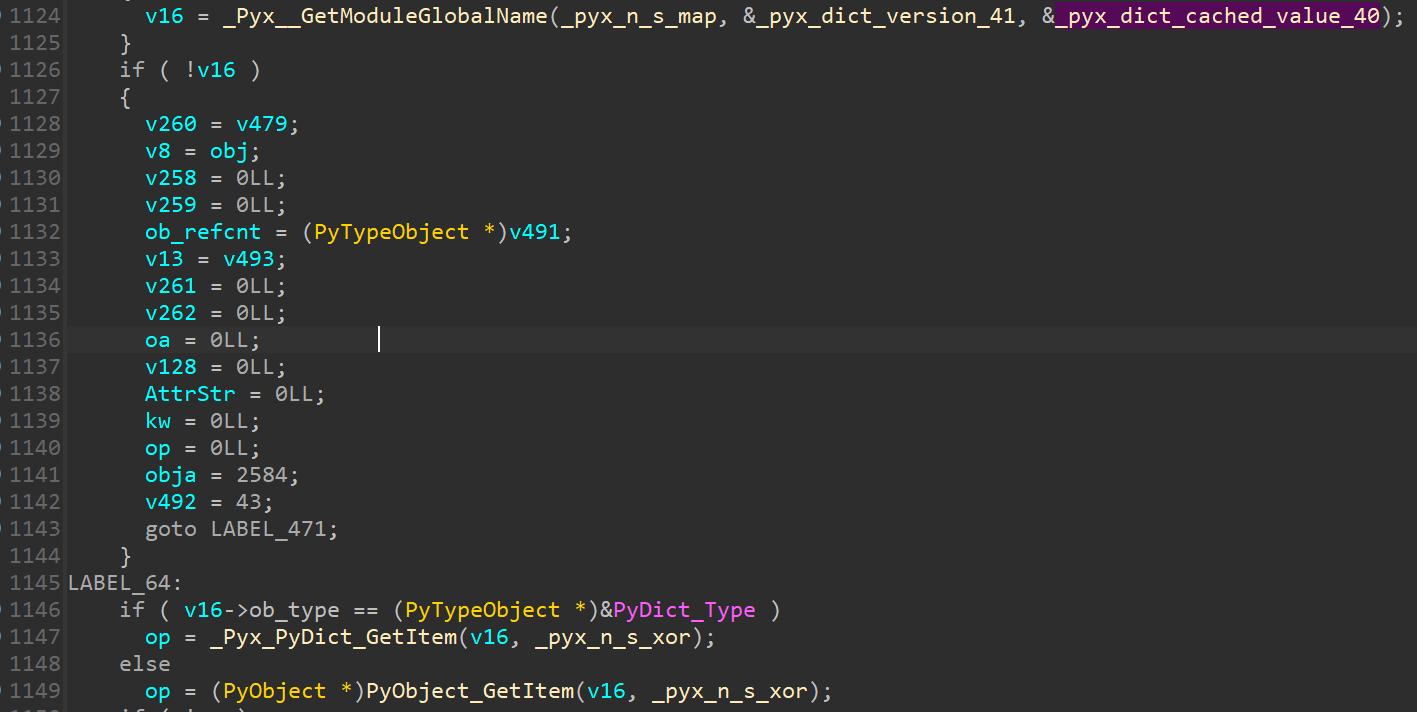 1124 v16 = _Pyx__GetModuleGlobalName(_pyx_n_s_map, &_pyx_dict_version_41, &_pyx_dict_cached_value_40);
1125 }
1126 if ( !v16 )
1127 {
1128 v260 = v479;
1129 v8 = obj;
1130 v258 = 0LL;
1131 v259 = 0LL;
1132 ob_refcnt = (PyTypeObject *)v491;
1133 v13 = v493;
1134 v261 = 0LL;
1135 v262 = 0LL;
1136 oa = 0LL;
1137 v128 = 0LL;
1138 AttrStr = 0LL;
1139 kw = 0LL;
1140 op = 0LL;
1141 obja = 2584;
1142 v492 = 43;
1143 goto LABEL_471;
1144 }
1145 LABEL_64:
1146 if ( v16->ob_type == (PyTypeObject *)&PyDict_Type )
1147 op = _Pyx_PyDict_GetItem(v16, _pyx_n_s_xor);
1148 else
1149 op = (PyObject *)PyObject_GetItem(v16, _pyx_n_s_xor);